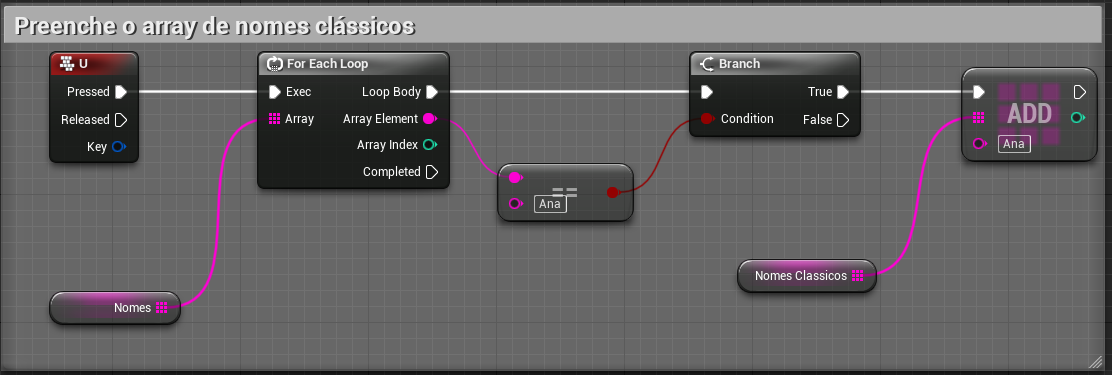 Preenche o array de nomes clássicos
U
Pressed
Released
Key
For Each Loop
Exec
Loop Body
Array
Array Element
Array Index
Completed
==
Ana
Branch
True
Condition
False
ADD
Ana
Nomes Classicos
Nomes